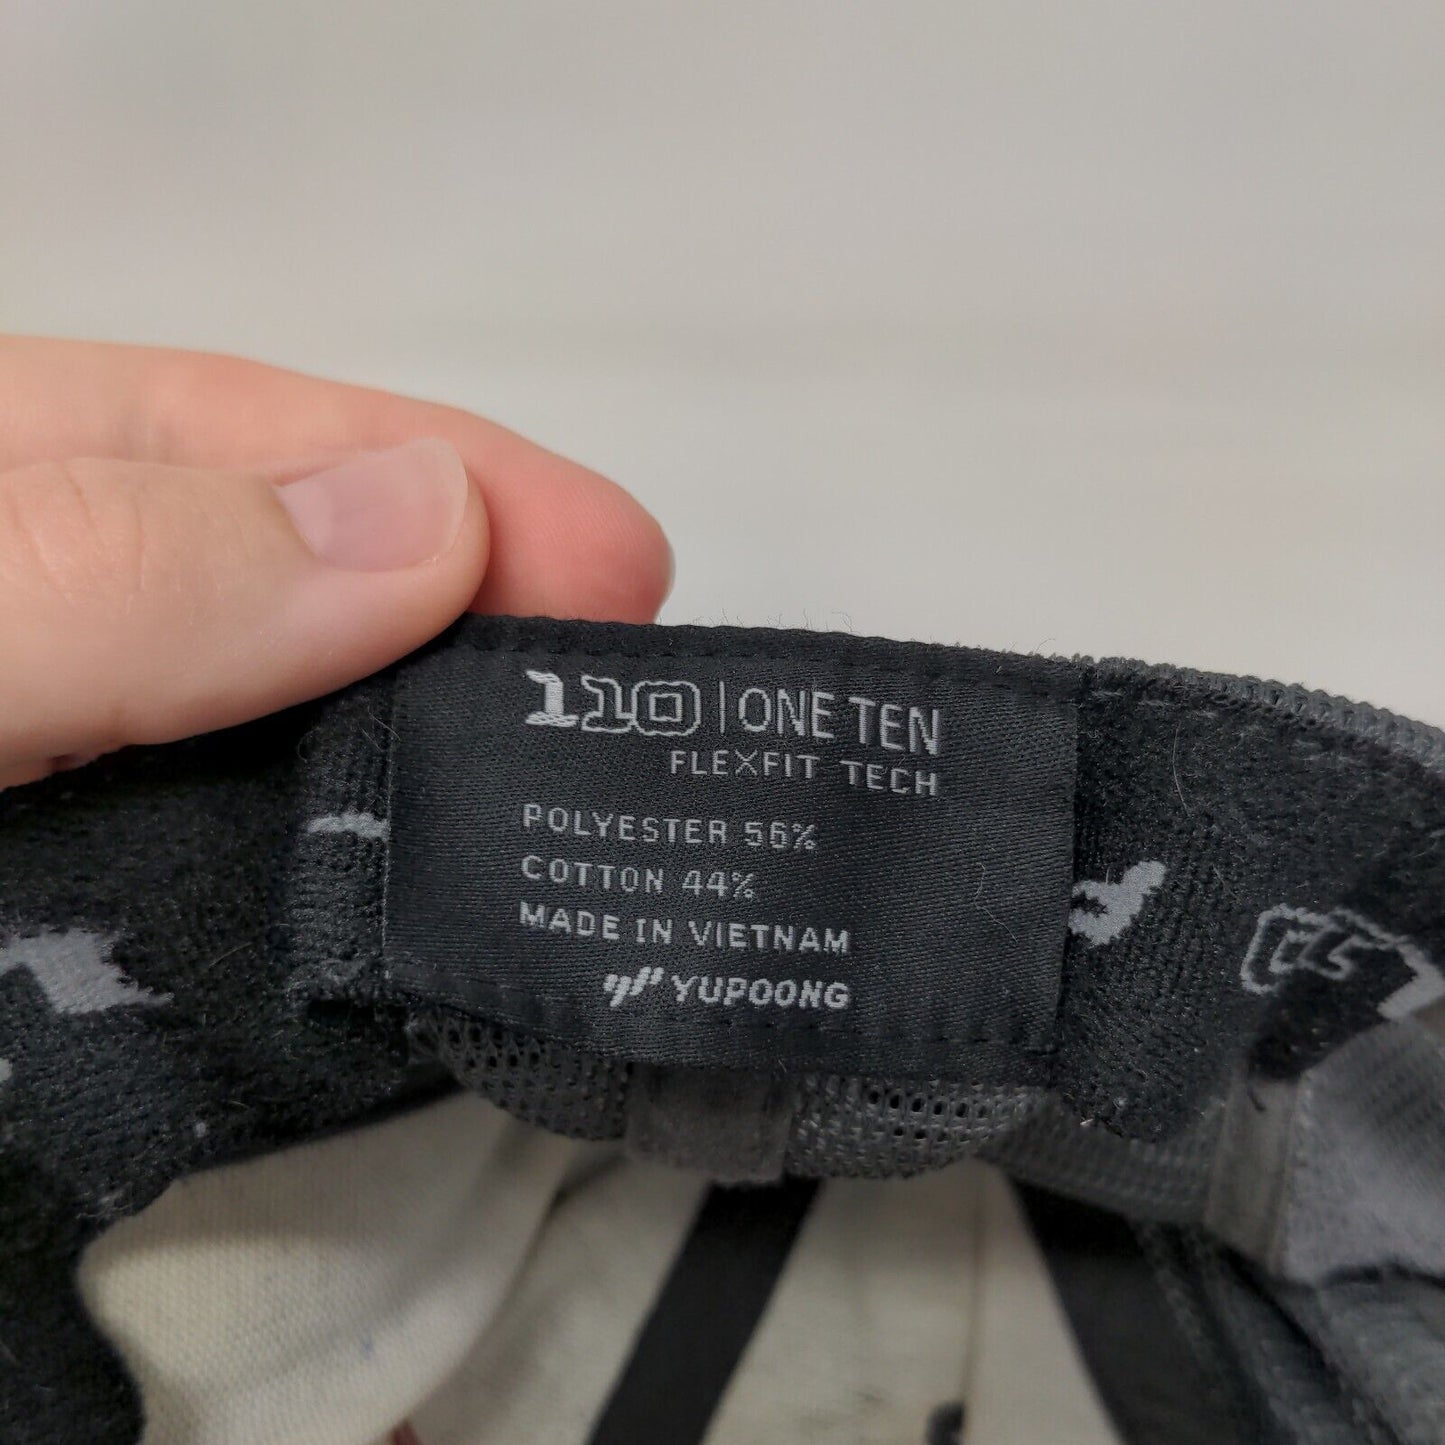 110 | ONE TEN
FLEXFIT TECH
POLYESTER 56%
COTTON 44%
MADE IN VIETNAM
YUPOONG